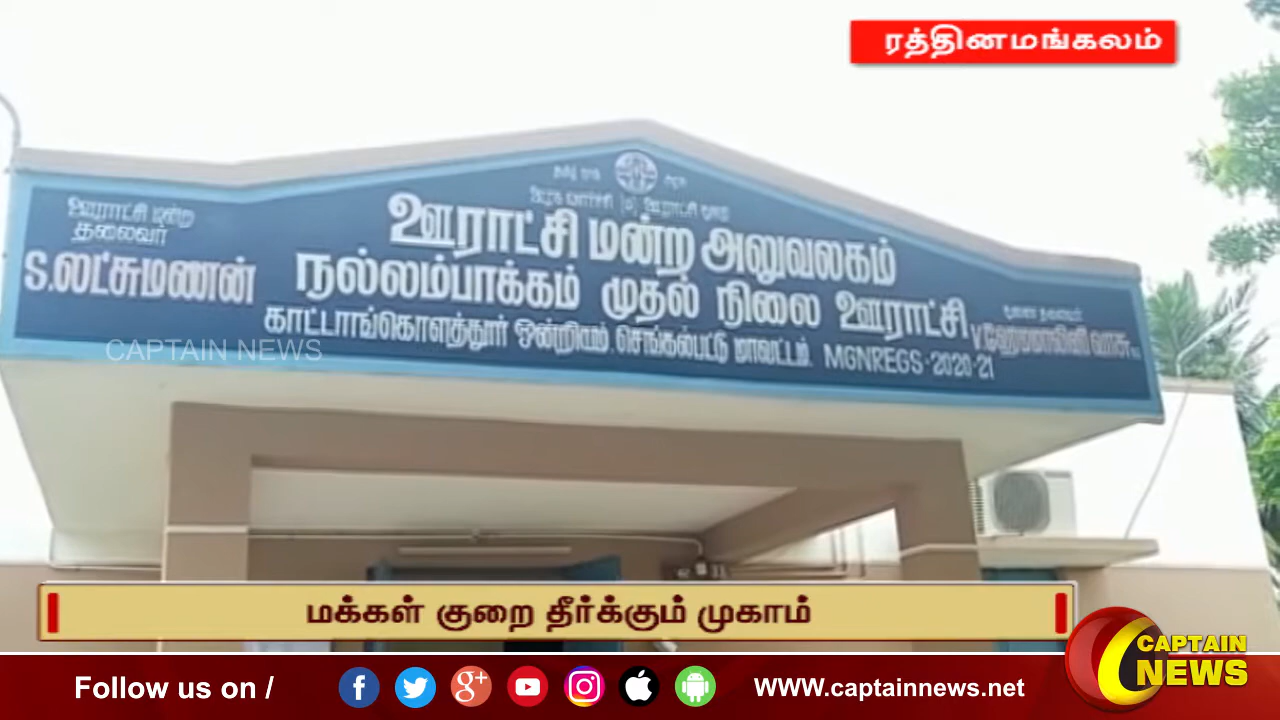 ரத்தினமங்கலம்
ஊராட்சி மன்ற
தலைவர்
S.லட்சுமணன்
ஊராட்சி மன்ற அலுவலகம்
நல்லம்பாக்கம் முதல் நிலை ஊராட்சி
காட்டாங்கொளத்தூர் ஒன்றியம். செங்கல்பட்டு மாவட்டம். MGNREGS-2020-21
துணை தலைவர்
CAPTAIN NEWS
மக்கள் குறை தீர்க்கும் முகாம்
Follow us on /
www.captainnews.net
CAPTAIN
NEWS